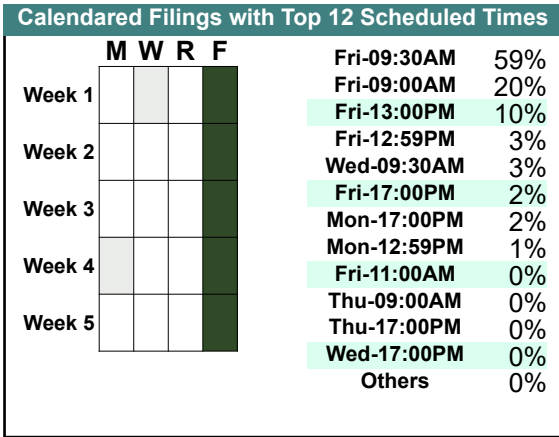 Calendared Filings with Top 12 Scheduled Times
M W R F
Week 1
Week 2
Week 3
Week 4
Week 5
Fri-09:30AM 59%
Fri-09:00AM 20%
Fri-13:00PM 10%
Fri-12:59PM 3%
Wed-09:30AM 3%
Fri-17:00PM 2%
Mon-17:00PM 2%
Mon-12:59PM 1%
Fri-11:00AM 0%
Thu-09:00AM 0%
Thu-17:00PM 0%
Wed-17:00PM 0%
Others 0%